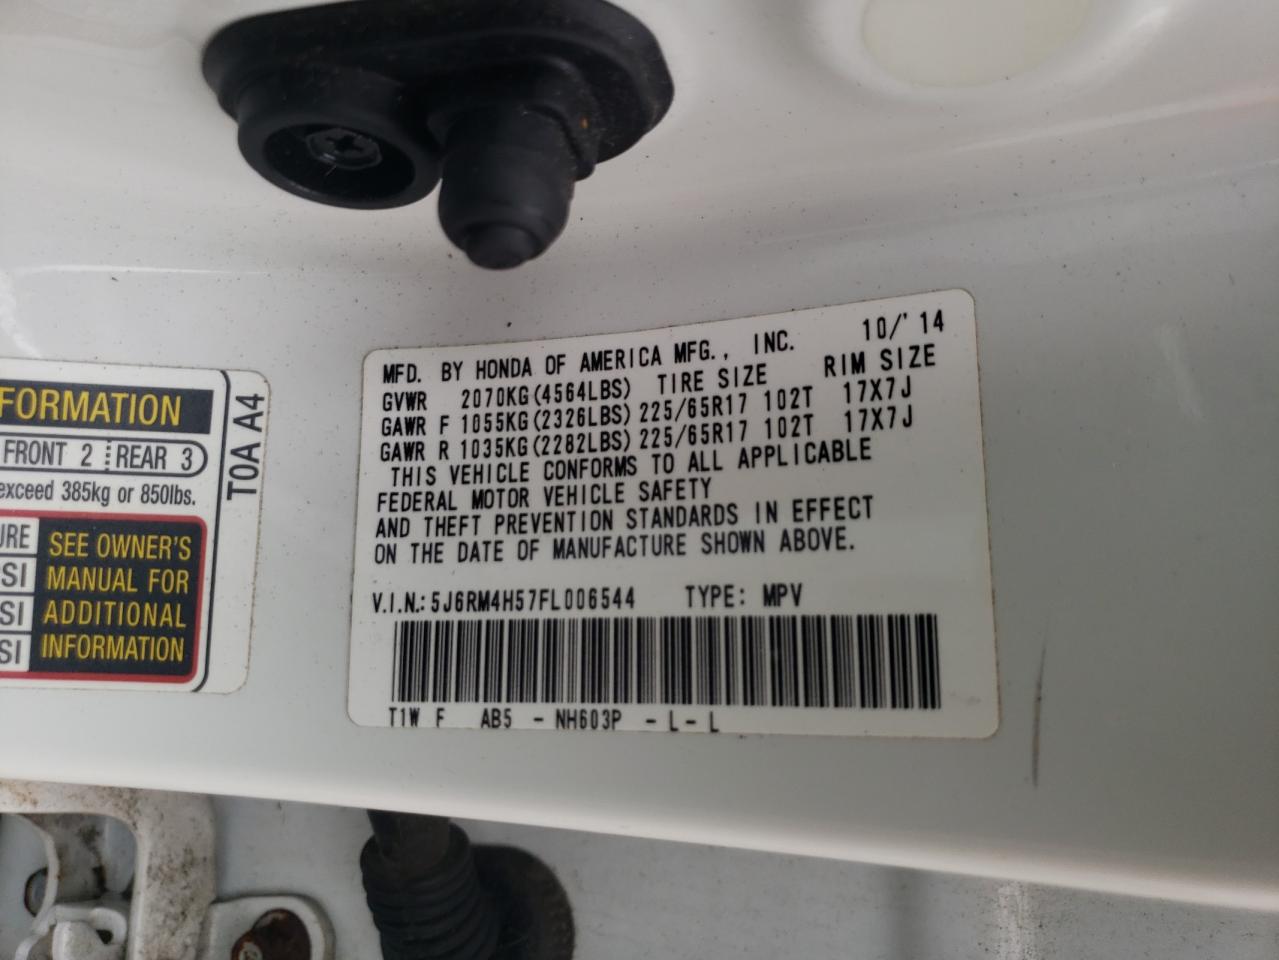 MFD. BY HONDA OF AMERICA MFG., INC. 10/'14
GVWR 2070KG(4564LBS) TIRE SIZE RIM SIZE
GAWR F 1055KG(2326LBS) 225/65R17 102T 17X7J
GAWR R 1035KG(2282LBS) 225/65R17 102T 17X7J
THIS VEHICLE CONFORMS TO ALL APPLICABLE
FEDERAL MOTOR VEHICLE SAFETY
AND THEFT PREVENTION STANDARDS IN EFFECT
ON THE DATE OF MANUFACTURE SHOWN ABOVE.
V.I.N.: 5J6RM4H57FL006544 TYPE: MPV
T1W F AB5 - NH603P - L - L
FORMATION
FRONT 2 REAR 3
exceed 385kg or 850lbs.
T0A A4
URE
PSI
SI
SI
SEE OWNER'S
MANUAL FOR
ADDITIONAL
INFORMATION